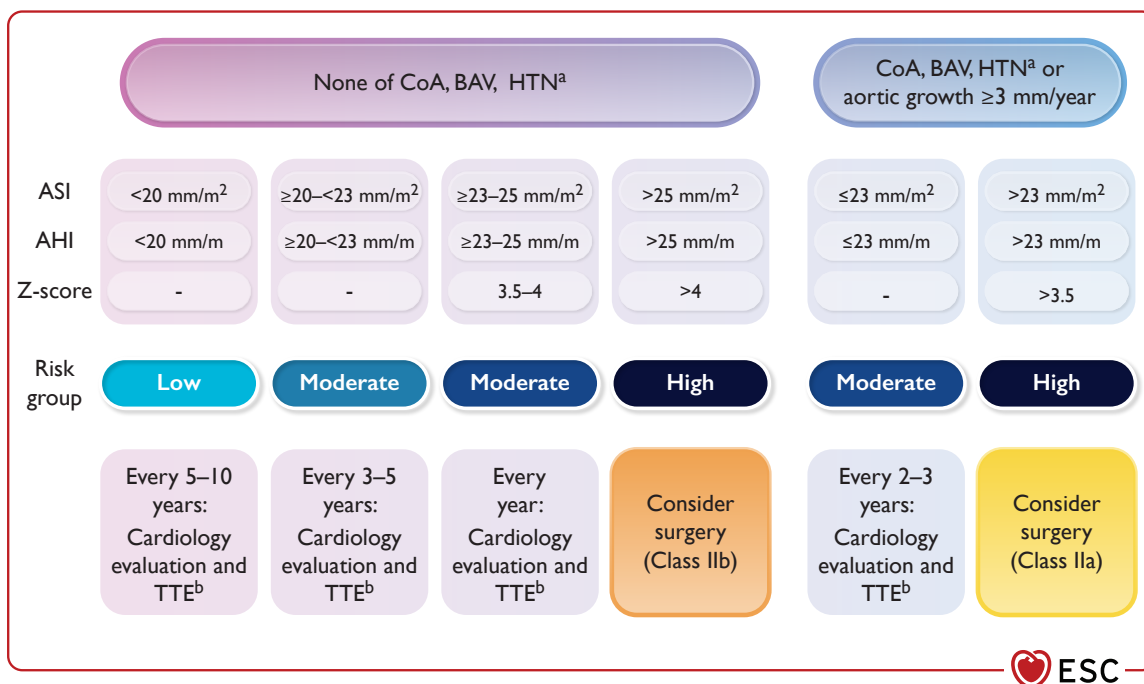 None of CoA, BAV, HTNᵃ
CoA, BAV, HTNᵃ or
aortic growth ≥3 mm/year
ASI <20 mm/m² ≥20–<23 mm/m² ≥23–25 mm/m² >25 mm/m² ≤23 mm/m² >23 mm/m²
AHI <20 mm/m ≥20–<23 mm/m ≥23–25 mm/m >25 mm/m ≤23 mm/m >23 mm/m
Z-score - - 3.5–4 >4 - >3.5
Risk
group
Low Moderate Moderate High Moderate High
Every 5–10
years:
Cardiology
evaluation and
TTEᵇ
Every 3–5
years:
Cardiology
evaluation and
TTEᵇ
Every
year:
Cardiology
evaluation and
TTEᵇ
Consider
surgery
(Class IIb)
Every 2–3
years:
Cardiology
evaluation and
TTEᵇ
Consider
surgery
(Class IIa)
ESC